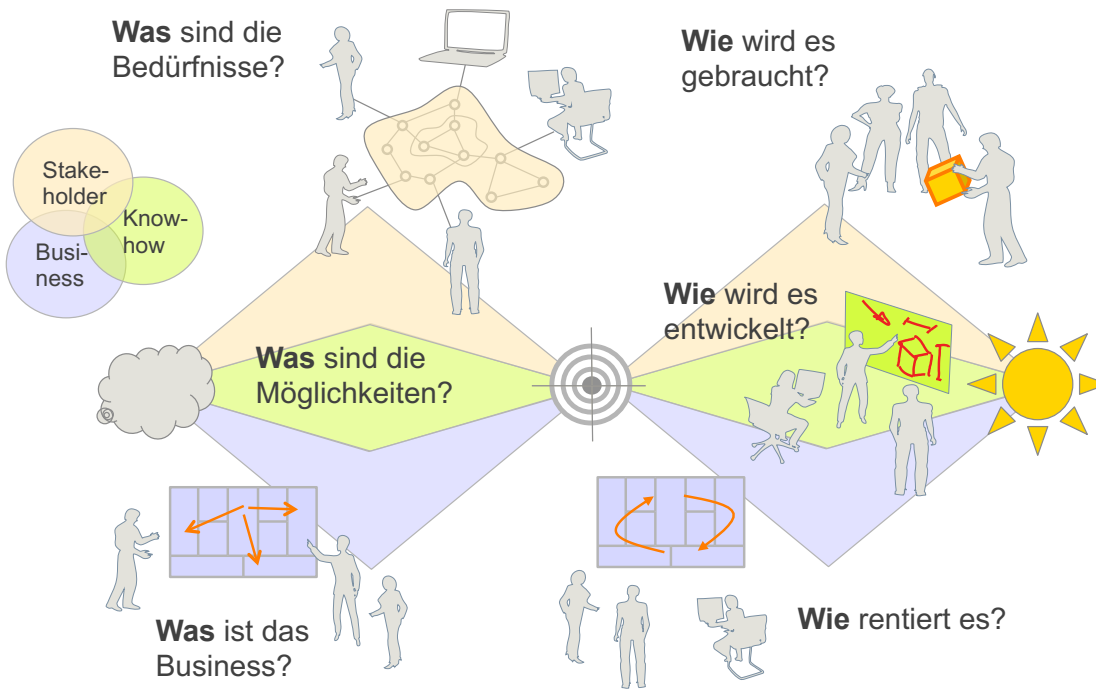 Was sind die
Bedürfnisse?
Wie wird es
gebraucht?
Stake-
holder
Know-
how
Busi-
ness
Wie wird es
entwickelt?
Was sind die
Möglichkeiten?
Was ist das
Business?
Wie rentiert es?